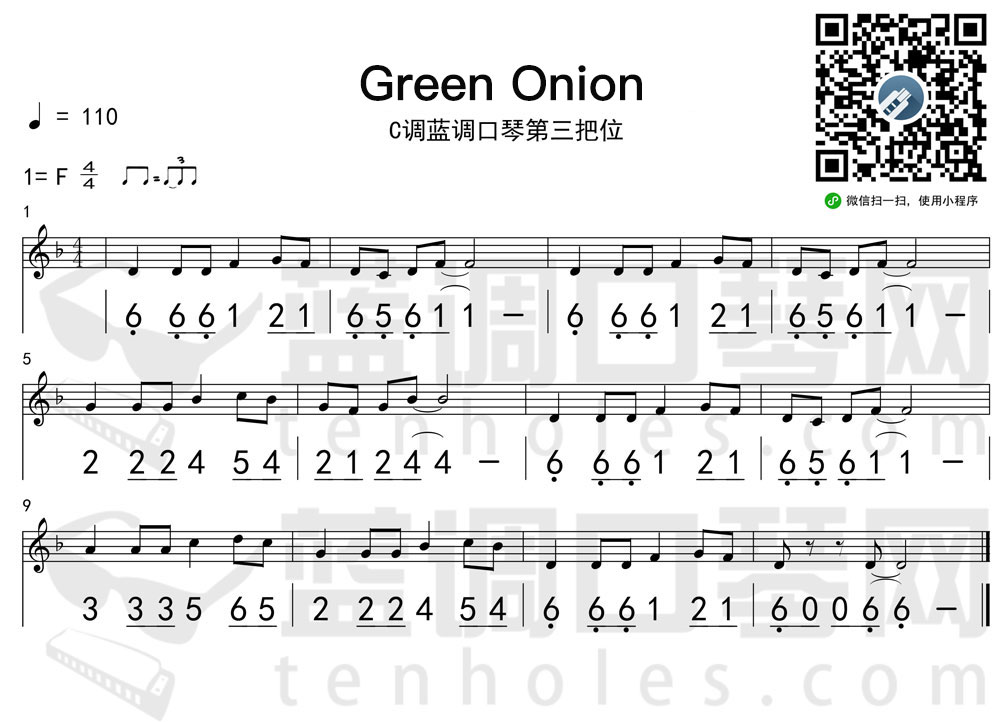 Green Onion
♩ = 110
C调蓝调口琴第三把位
1= F 4/4 3
微信扫一扫，使用小程序
1
4/4
6 6 6 1 2 1 | 6 5 6 1 1 − | 6 6 6 1 2 1 | 6 5 6 1 1 −
5
2 2 2 4 5 4 | 2 1 2 4 4 − | 6 6 6 1 2 1 | 6 5 6 1 1 −
9
3 3 3 5 6 5 | 2 2 2 4 5 4 | 6 6 6 1 2 1 | 6 0 0 6 6 −
蓝调口琴网
tenholes.com
蓝调口琴网
tenholes.com